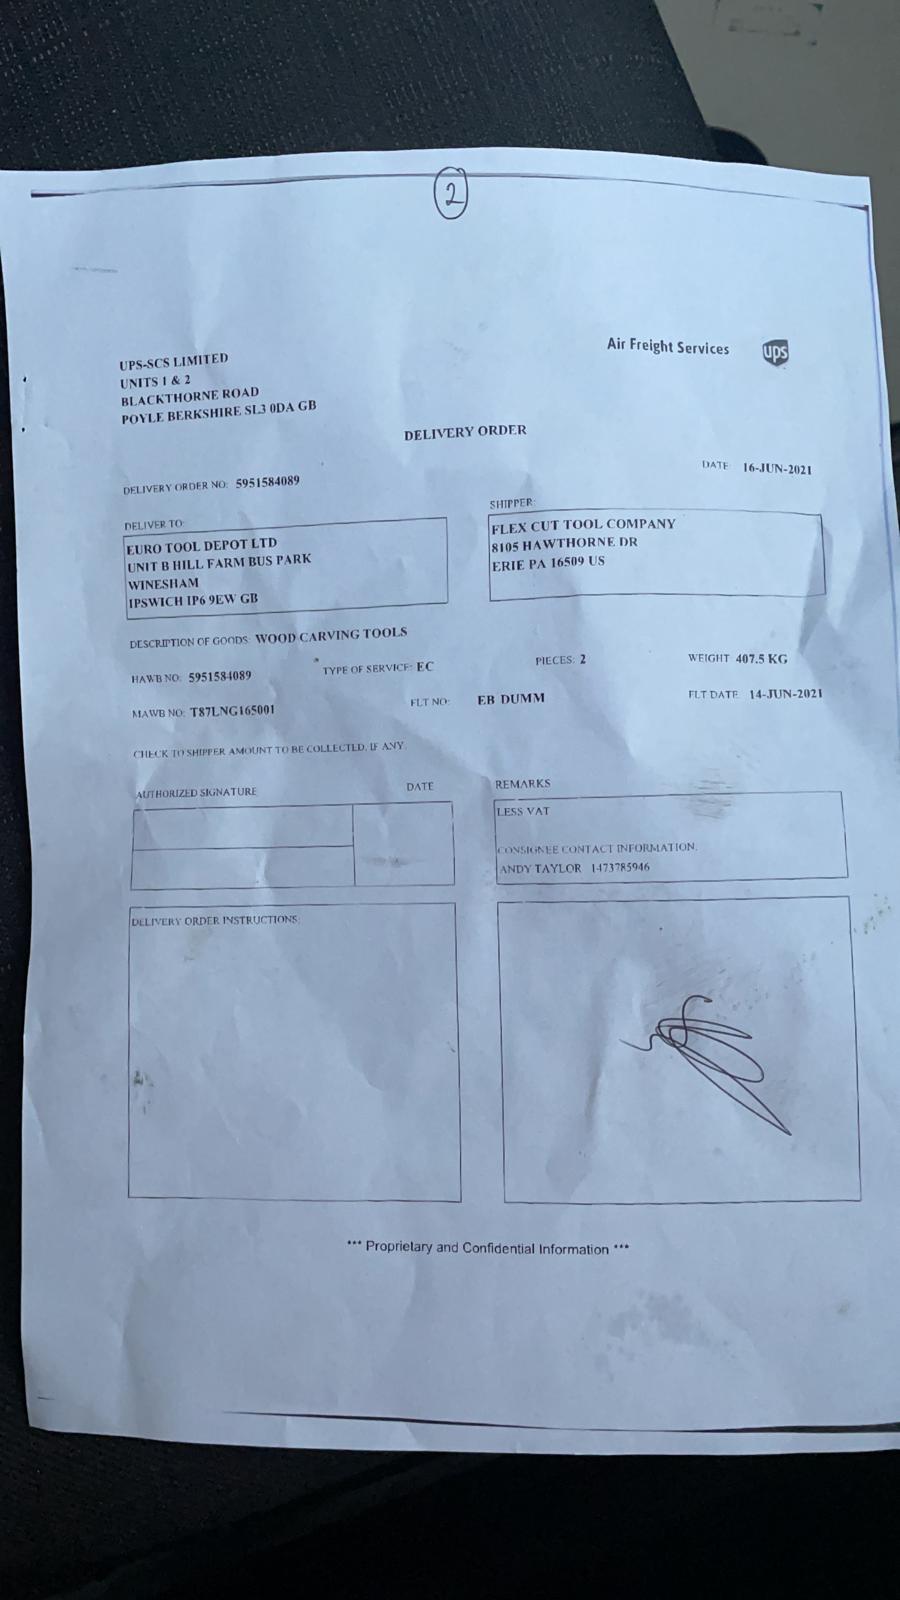 2
UPS-SCS LIMITED
UNITS 1 & 2
BLACKTHORNE ROAD
POYLE BERKSHIRE SL3 0DA GB
Air Freight Services
ups
DELIVERY ORDER
DATE: 16-JUN-2021
DELIVERY ORDER NO: 5951584089
DELIVER TO:
EURO TOOL DEPOT LTD
UNIT B HILL FARM BUS PARK
WINESHAM
IPSWICH IP6 9EW GB
SHIPPER:
FLEX CUT TOOL COMPANY
8105 HAWTHORNE DR
ERIE PA 16509 US
DESCRIPTION OF GOODS: WOOD CARVING TOOLS
HAWB NO: 5951584089 TYPE OF SERVICE: EC PIECES: 2 WEIGHT 407.5 KG
MAWB NO: T87LNG165001 FLT NO: EB DUMM FLT DATE: 14-JUN-2021
CHECK TO SHIPPER AMOUNT TO BE COLLECTED, IF ANY:
AUTHORIZED SIGNATURE DATE
REMARKS
LESS VAT
CONSIGNEE CONTACT INFORMATION:
ANDY TAYLOR 1473785946
DELIVERY ORDER INSTRUCTIONS:
*** Proprietary and Confidential Information ***